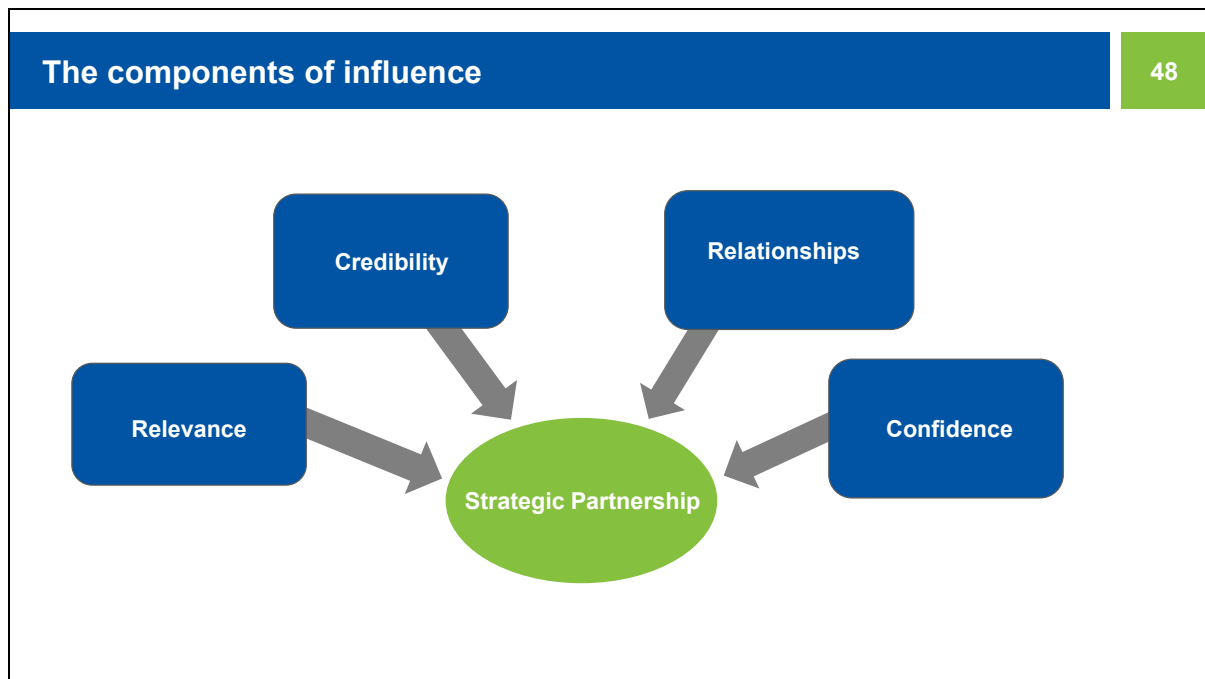 The components of influence
48
Credibility
Relationships
Relevance
Confidence
Strategic Partnership